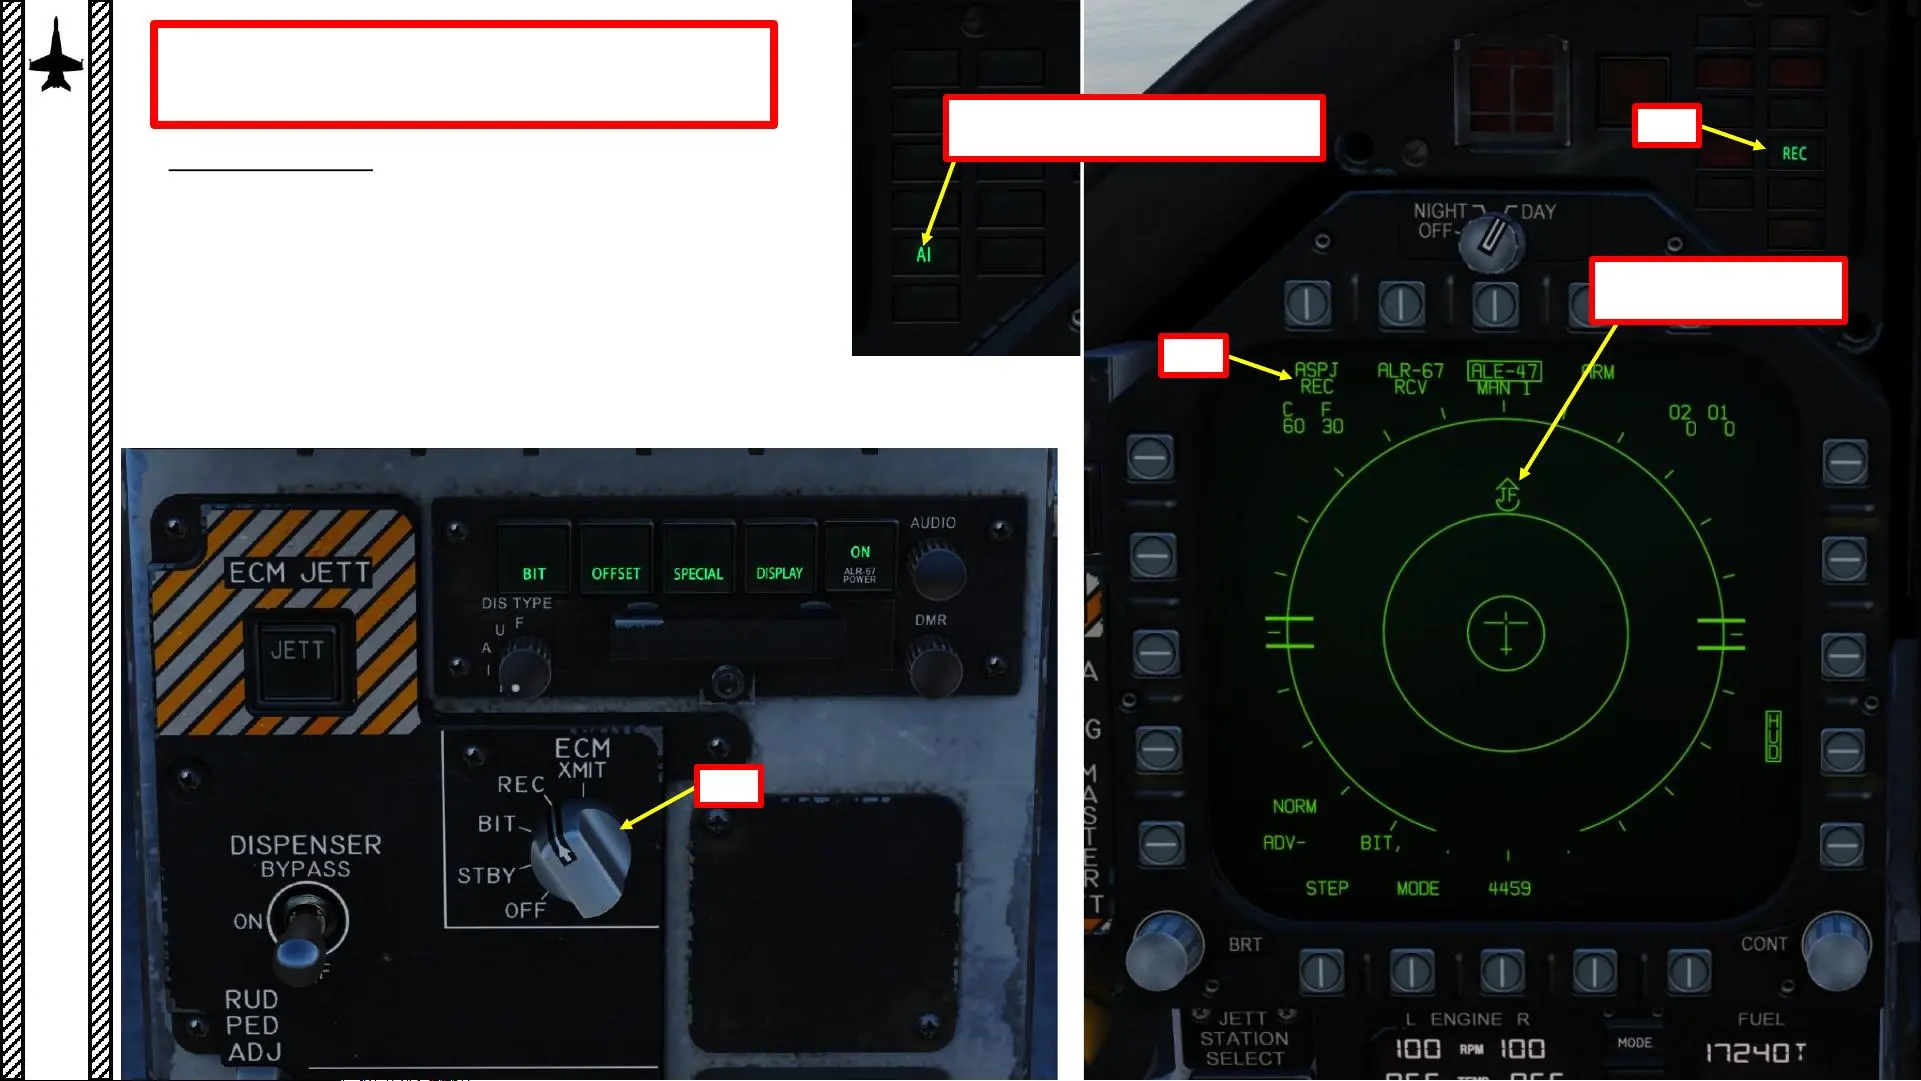 AI
REC
NIGHT
DAY
OFF
ASPJ
REC
ALR-67
RCV
ALE-47
MAN 1
ARM
C F
60 30
02 01
0 0
JF
HUD
NORM
ADV-
BIT,
STEP
MODE
4459
BRT
CONT
JETT
STATION
SELECT
L ENGINE R
100 RPM 100
MODE
FUEL
17240T
ECM JETT
JETT
BIT
OFFSET
SPECIAL
DISPLAY
ON
ALR-67
POWER
AUDIO
DIS TYPE
F
U
A
I
DMR
ECM
XMIT
REC
BIT
STBY
OFF
DISPENSER
BYPASS
ON
RUD
PED
ADJ